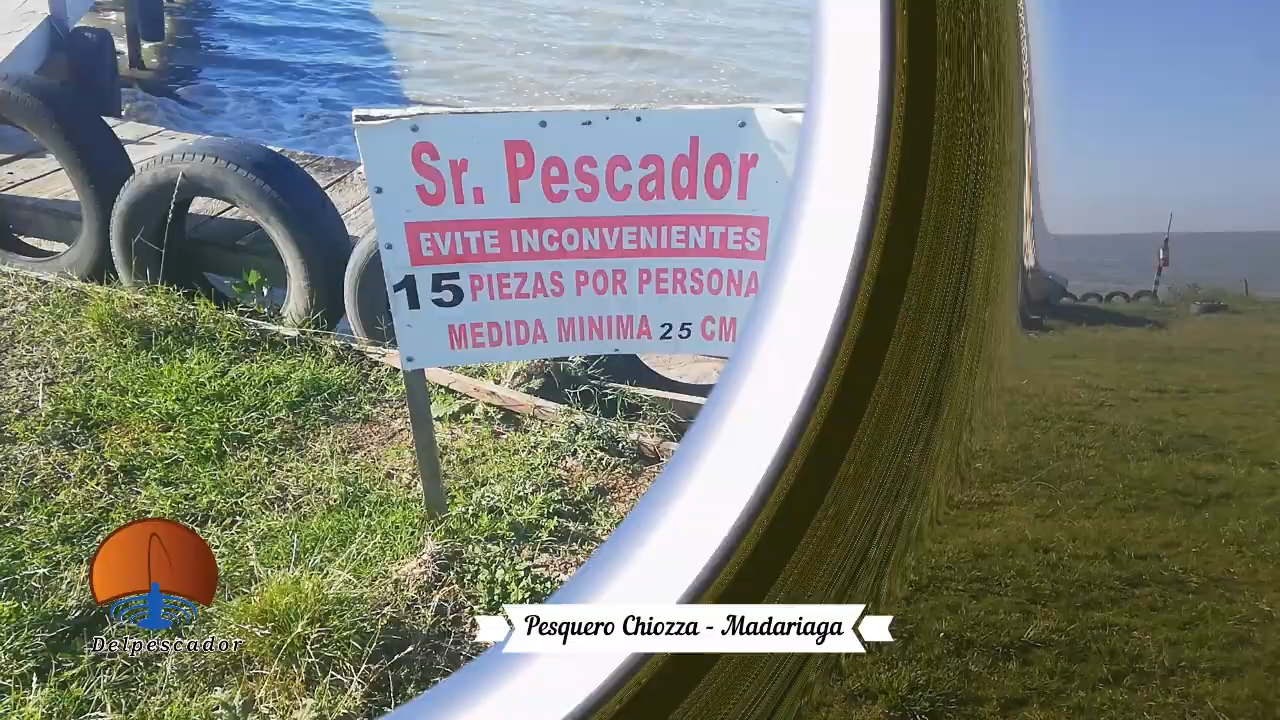 Sr. Pescador
EVITE INCONVENIENTES
15 PIEZAS POR PERSONA
MEDIDA MINIMA 25 CM
Delpescador
Pesquero Chiozza - Madariaga